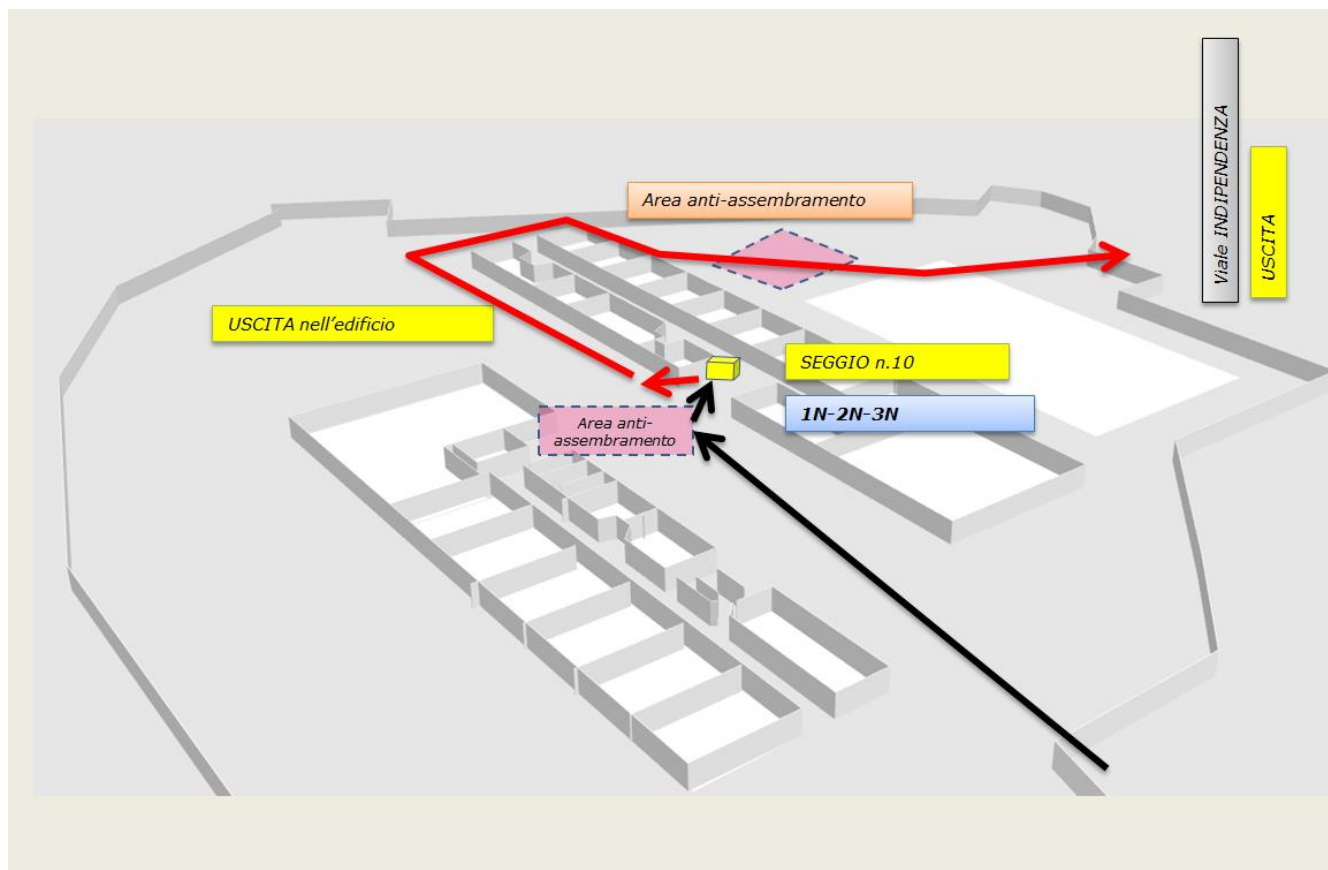 Viale INDIPENDENZA
USCITA
Area anti-assembramento
USCITA nell'edificio
SEGGIO n.10
1N-2N-3N
Area anti-
assembramento